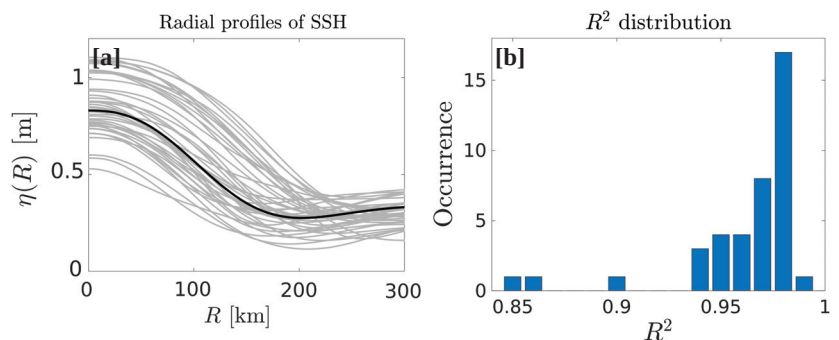 Radial profiles of SSH
[a]
η(R) [m]
1
0.5
0
0 100 200 300
R [km]
R² distribution
[b]
Occurrence
15
10
5
0
0.85 0.9 0.95 1
R²